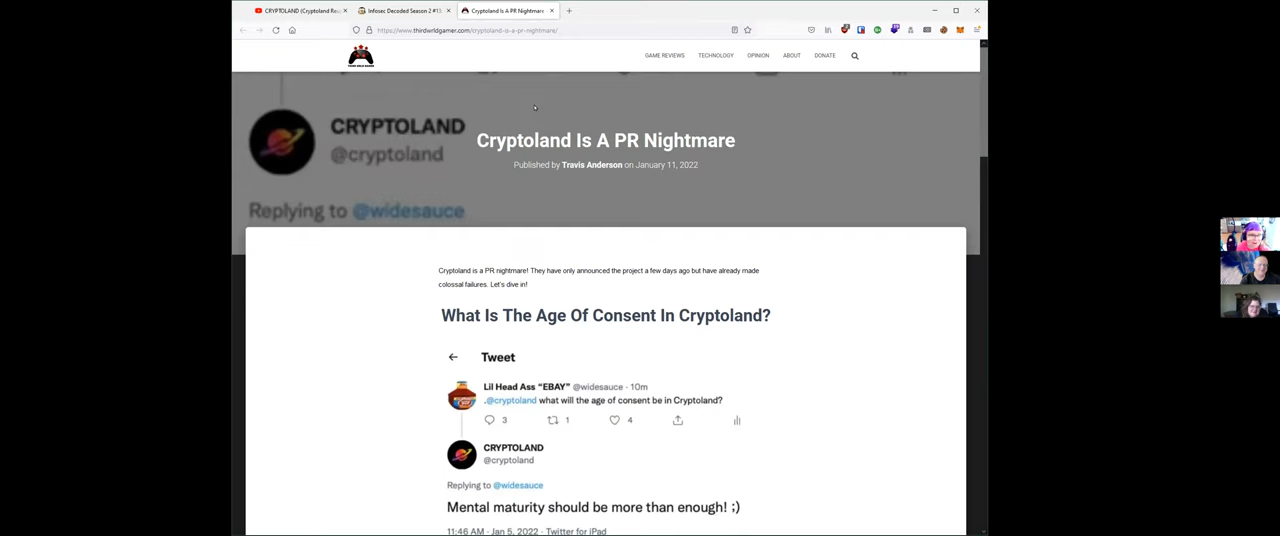 CRYPTOLAND (Cryptoland Rev
Infosec Decoded Season 2 #13
Cryptoland Is A PR Nightmare
https://www.thirdwrldgamer.com/cryptoland-is-a-pr-nightmare/
GAME REVIEWS TECHNOLOGY OPINION ABOUT DONATE
CRYPTOLAND
@cryptoland
Replying to @widesauce
Cryptoland Is A PR Nightmare
Published by Travis Anderson on January 11, 2022
Cryptoland is a PR nightmare! They have only announced the project a few days ago but have already made
colossal failures. Let's dive in!
What Is The Age Of Consent In Cryptoland?
Tweet
Lil Head Ass "EBAY" @widesauce · 10m
.@cryptoland what will the age of consent be in Cryptoland?
3 1 4
CRYPTOLAND
@cryptoland
Replying to @widesauce
Mental maturity should be more than enough! ;)
11:46 AM · Jan 5, 2022 · Twitter for iPad